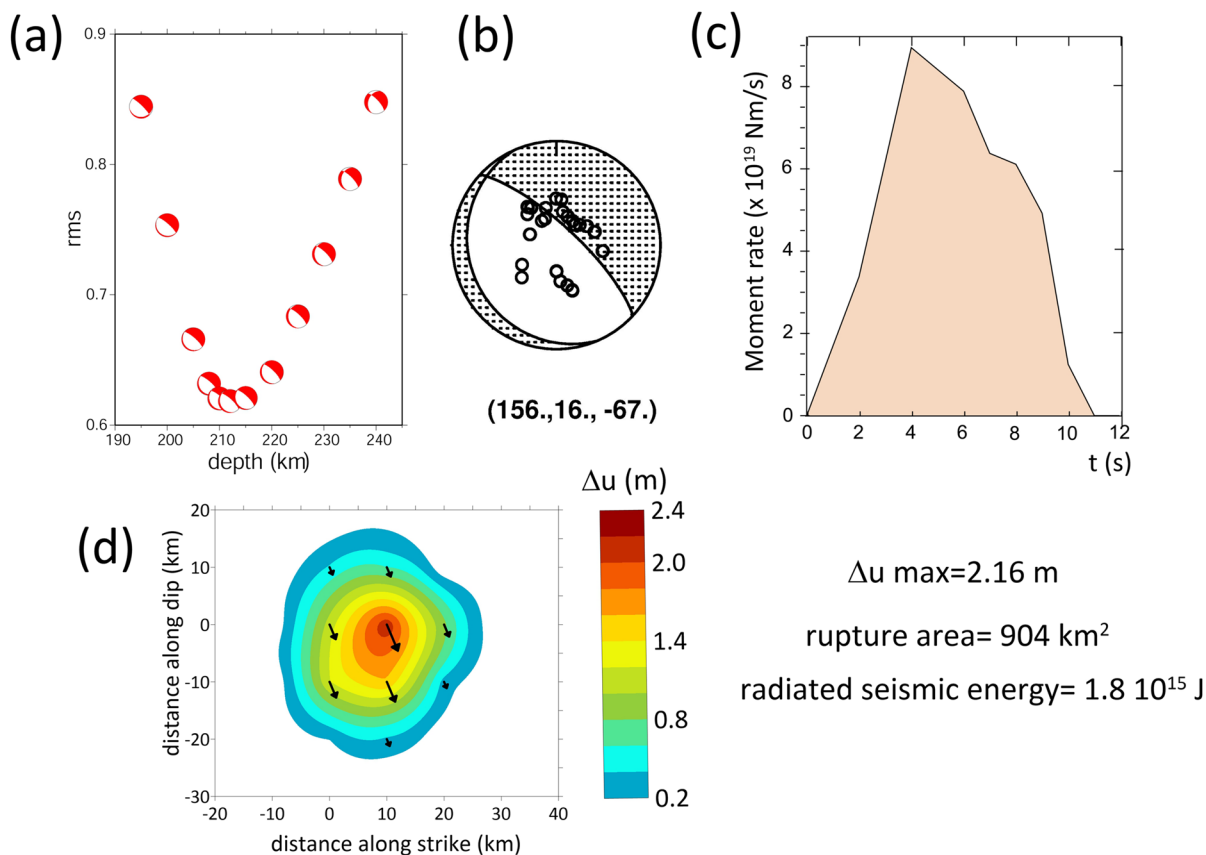 (a)
0.9
0.8
0.7
0.6
rms
190 200 210 220 230 240
depth (km)
(b)
(156.,16., -67.)
(c)
Moment rate (x 10¹⁹ Nm/s)
8
6
4
2
0
0 2 4 6 8 10 12
t (s)
(d)
distance along dip (km)
20
10
0
-10
-20
-30
-20 -10 0 10 20 30 40
distance along strike (km)
Δu (m)
2.4
2.0
1.4
0.8
0.2
Δu max=2.16 m
rupture area= 904 km²
radiated seismic energy= 1.8 10¹⁵ J